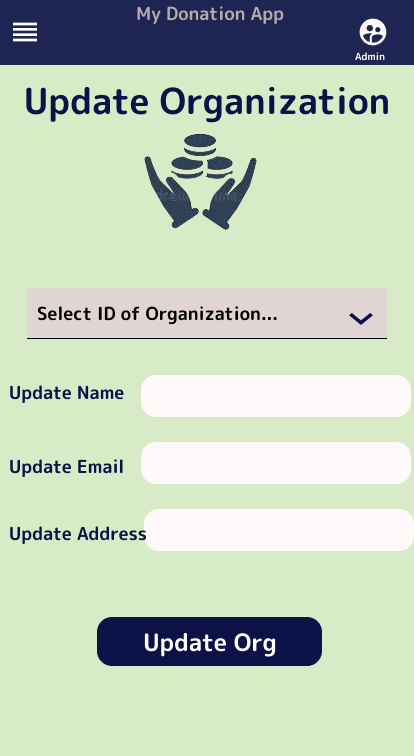 My Donation App
Admin
Update Organization
Select ID of Organization...
Update Name
Update Email
Update Address
Update Org